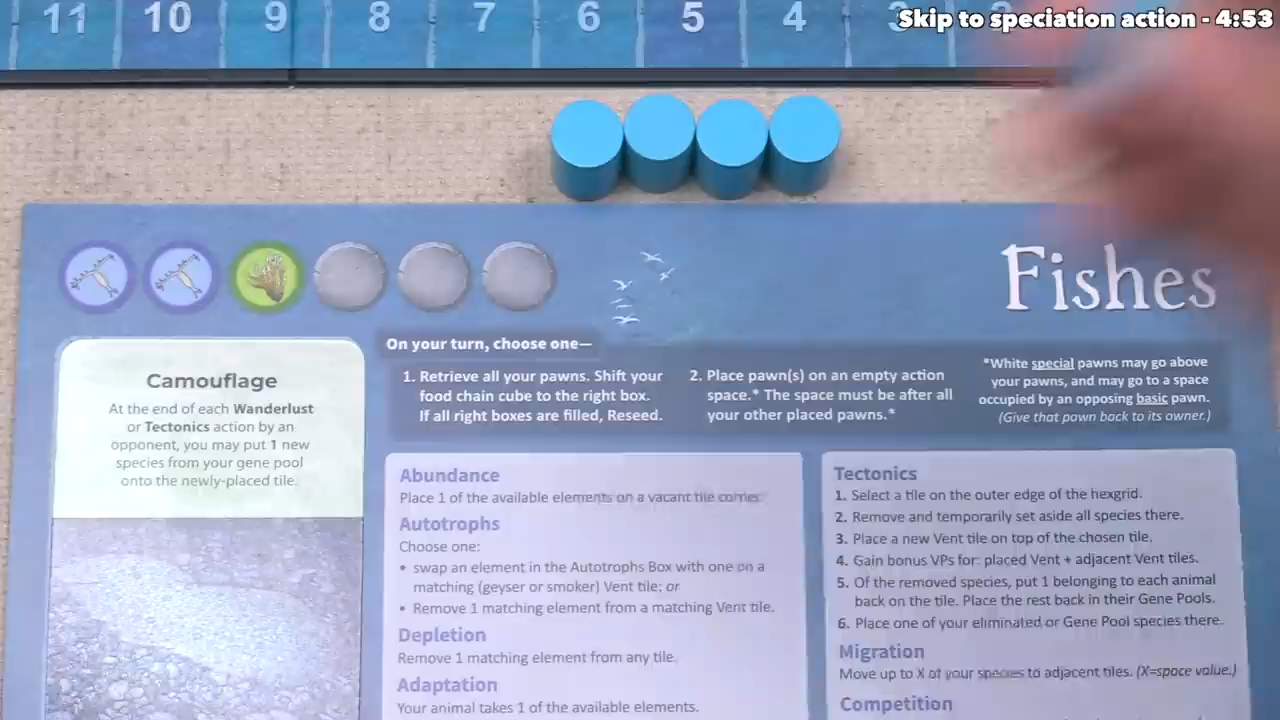 11 10 9 8 7 6 5 4
Skip to speciation action - 4:53
Fishes
Camouflage
At the end of each Wanderlust
or Tectonics action by an
opponent, you may put 1 new
species from your gene pool
onto the newly-placed tile.
On your turn, choose one—
1. Retrieve all your pawns. Shift your
food chain cube to the right box.
If all right boxes are filled, Reseed.
2. Place pawn(s) on an empty action
space.* The space must be after all
your other placed pawns.*
*White special pawns may go above
your pawns, and may go to a space
occupied by an opposing basic pawn.
(Give that pawn back to its owner.)
Abundance
Place 1 of the available elements on a vacant tile corner.
Autotrophs
Choose one:
• swap an element in the Autotrophs Box with one on a
matching (geyser or smoker) Vent tile; or
• Remove 1 matching element from a matching Vent tile.
Depletion
Remove 1 matching element from any tile.
Adaptation
Your animal takes 1 of the available elements.
Tectonics
1. Select a tile on the outer edge of the hexgrid.
2. Remove and temporarily set aside all species there.
3. Place a new Vent tile on top of the chosen tile.
4. Gain bonus VPs for: placed Vent + adjacent Vent tiles.
5. Of the removed species, put 1 belonging to each animal
back on the tile. Place the rest back in their Gene Pools.
6. Place one of your eliminated or Gene Pool species there.
Migration
Move up to X of your species to adjacent tiles. (X=space value.)
Competition